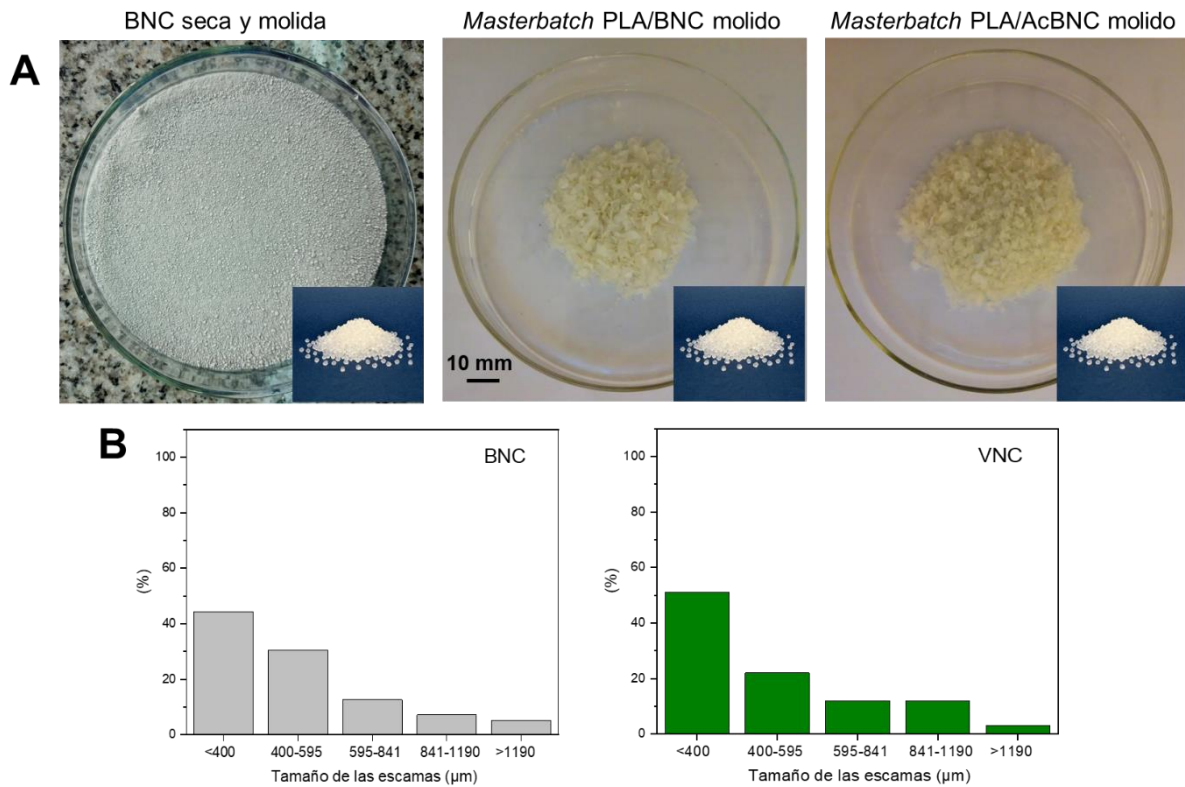 BNC seca y molida
Masterbatch PLA/BNC molido
Masterbatch PLA/AcBNC molido
A
10 mm
B
BNC
100
80
60
40
20
0
(%)
<400
400-595
595-841
841-1190
>1190
Tamaño de las escamas (µm)
VNC
100
80
60
40
20
0
(%)
<400
400-595
595-841
841-1190
>1190
Tamaño de las escamas (µm)